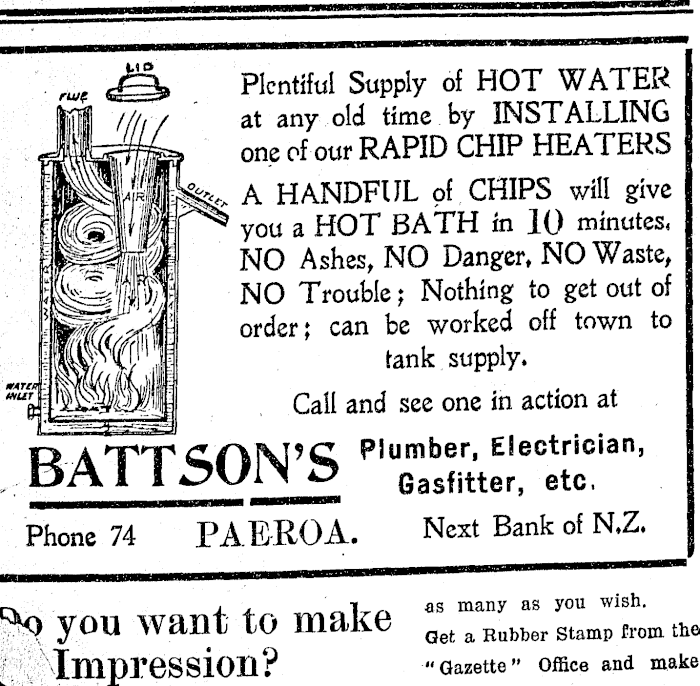 LID
FLUE
AIR
OUTLET
WATER
WATER
INLET
Plentiful Supply of HOT WATER
at any old time by INSTALLING
one of our RAPID CHIP HEATERS
A HANDFUL of CHIPS will give
you a HOT BATH in 10 minutes.
NO Ashes, NO Danger, NO Waste,
NO Trouble; Nothing to get out of
order; can be worked off town to
tank supply.
Call and see one in action at
BATTSON'S
Plumber, Electrician,
Gasfitter, etc.
Phone 74
PAEROA.
Next Bank of N.Z.
Do you want to make
Impression?
as many as you wish.
Get a Rubber Stamp from the
"Gazette" Office and make